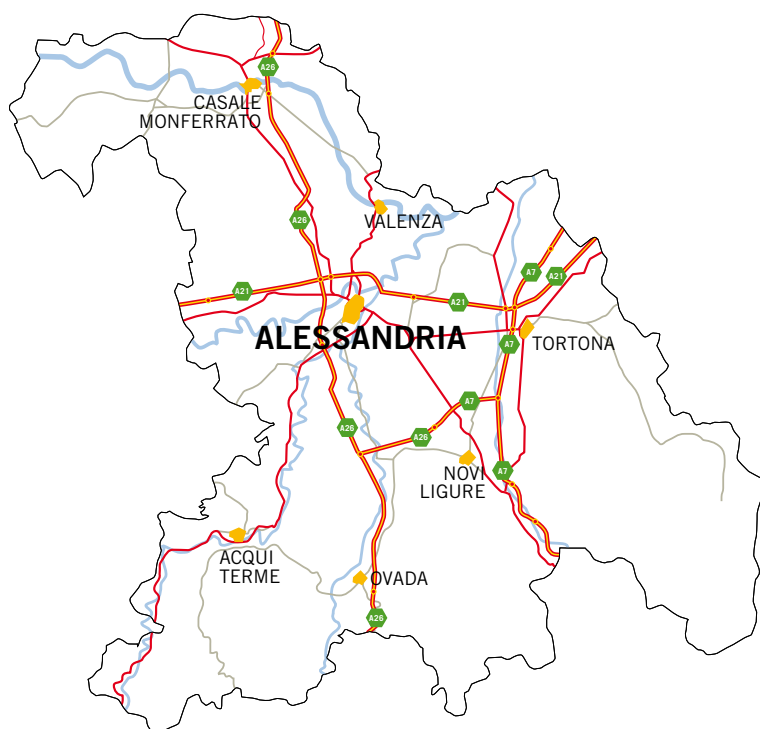 A26
CASALE
MONFERRATO
A26
VALENZA
A7
A21
A21
A21
ALESSANDRIA
A7
TORTONA
A7
A26
A26
NOVI
LIGURE
A7
ACQUI
TERME
OVADA
A26